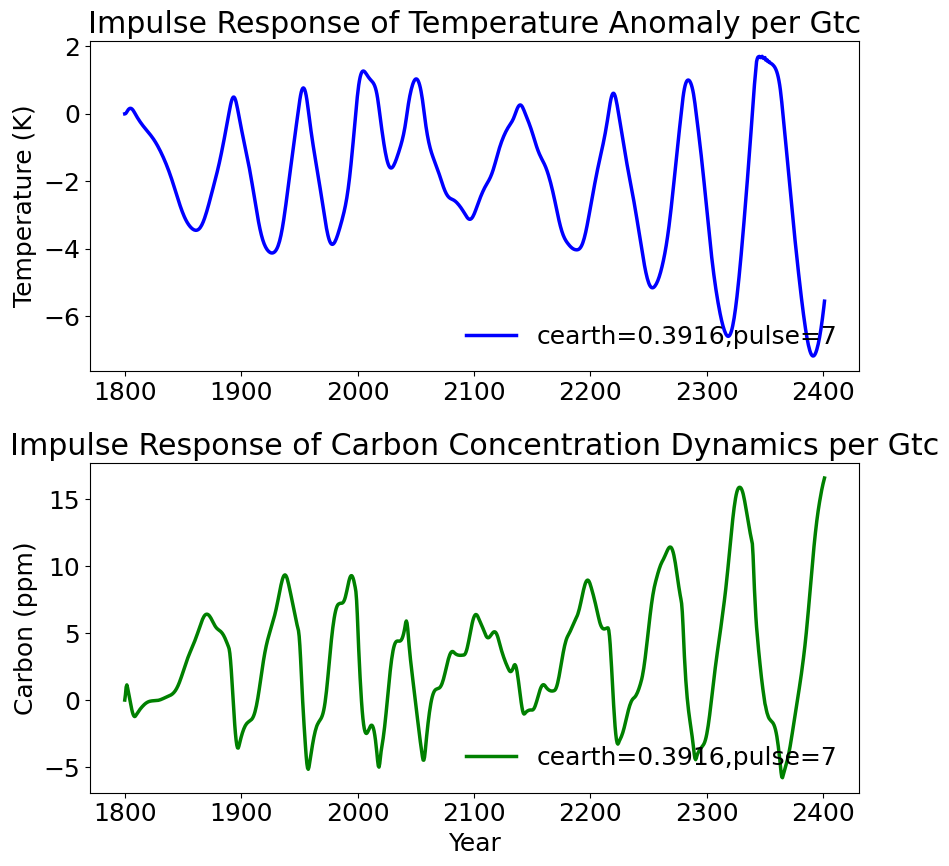 Impulse Response of Temperature Anomaly per Gtc
2
0
−2
−4
−6
Temperature (K)
cearth=0.3916,pulse=7
1800 1900 2000 2100 2200 2300 2400
Impulse Response of Carbon Concentration Dynamics per Gtc
15
10
5
0
−5
Carbon (ppm)
cearth=0.3916,pulse=7
1800 1900 2000 2100 2200 2300 2400
Year